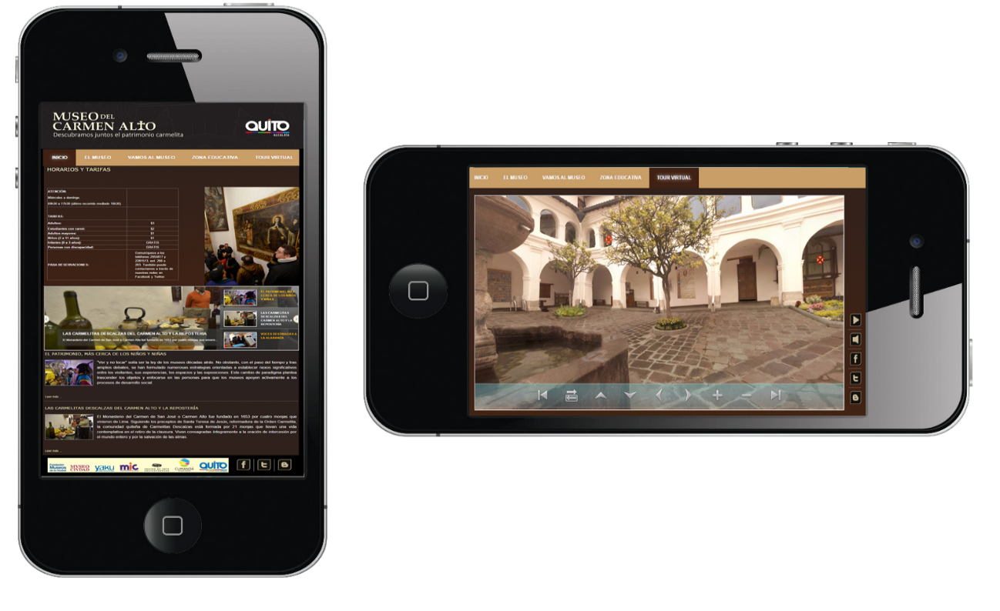 MUSEO DEL
CARMEN ALTO
Descubramos juntos el patrimonio carmelita
QUITO
ALCALDÍA
INICIO EL MUSEO VAMOS AL MUSEO ZONA EDUCATIVA TOUR VIRTUAL
HORARIOS Y TARIFAS
ATENCIÓN:
Miércoles a domingo
09h30 a 17h30 (último recorrido mediado 16h30).
TARIFAS:
Adultos: $3
Estudiantes con carné: $2
Adultos mayores: $1
Niños (3 a 11 años): $1
Infantes (0 a 2 años): GRATIS
Personas con discapacidad: GRATIS
PARA RESERVACIONES:
Comuníquese a los
teléfonos
También puede
contactarnos a través de
nuestras redes en
Facebook y Twitter
EL PATRIMONIO, MÁS
CERCA DE LOS NIÑOS
Y NIÑAS
LAS CARMELITAS
DESCALZAS DEL
CARMEN ALTO Y LA
REPOSTERÍA
VOCES DESTINADAS A
LA ALABANZA
LAS CARMELITAS DESCALZAS DEL CARMEN ALTO Y LA REPOSTERÍA
El Monasterio del Carmen de San José o Carmen Alto fue fundado en 1653 por cuatro monjas que vivieron..
EL PATRIMONIO, MÁS CERCA DE LOS NIÑOS Y NIÑAS
"Ver y no tocar" solía ser la ley de los museos décadas atrás. No obstante, con el paso del tiempo y tras
amplios debates, se han formulado numerosas estrategias orientadas a establecer nexos significativos
entre los visitantes, sus experiencias, los espacios y las exposiciones. Este cambio de paradigma plantea
trascender los objetos y enfocarse en las personas para que los museos apoyen activamente a los
procesos de desarrollo social.
Leer más ...
LAS CARMELITAS DESCALZAS DEL CARMEN ALTO Y LA REPOSTERÍA
El Monasterio del Carmen de San José o Carmen Alto fue fundado en 1653 por cuatro monjas que
vinieron de Lima. Siguiendo los preceptos de Santa Teresa de Jesús, reformadora de la Orden Carmelita,
la comunidad quiteña de Carmelitas Descalzas está formada por 21 monjas que llevan una vida
contemplativa en el retiro de la clausura. Viven consagradas íntegramente a la oración de intercesión por
el mundo entero y por la salvación de las almas.
Leer más ...
Fundación
Museos
de la Ciudad
MVSEO
CIVDAD
yaku
mic
CUMANDÁ
QUITO
INICIO EL MUSEO VAMOS AL MUSEO ZONA EDUCATIVA TOUR VIRTUAL